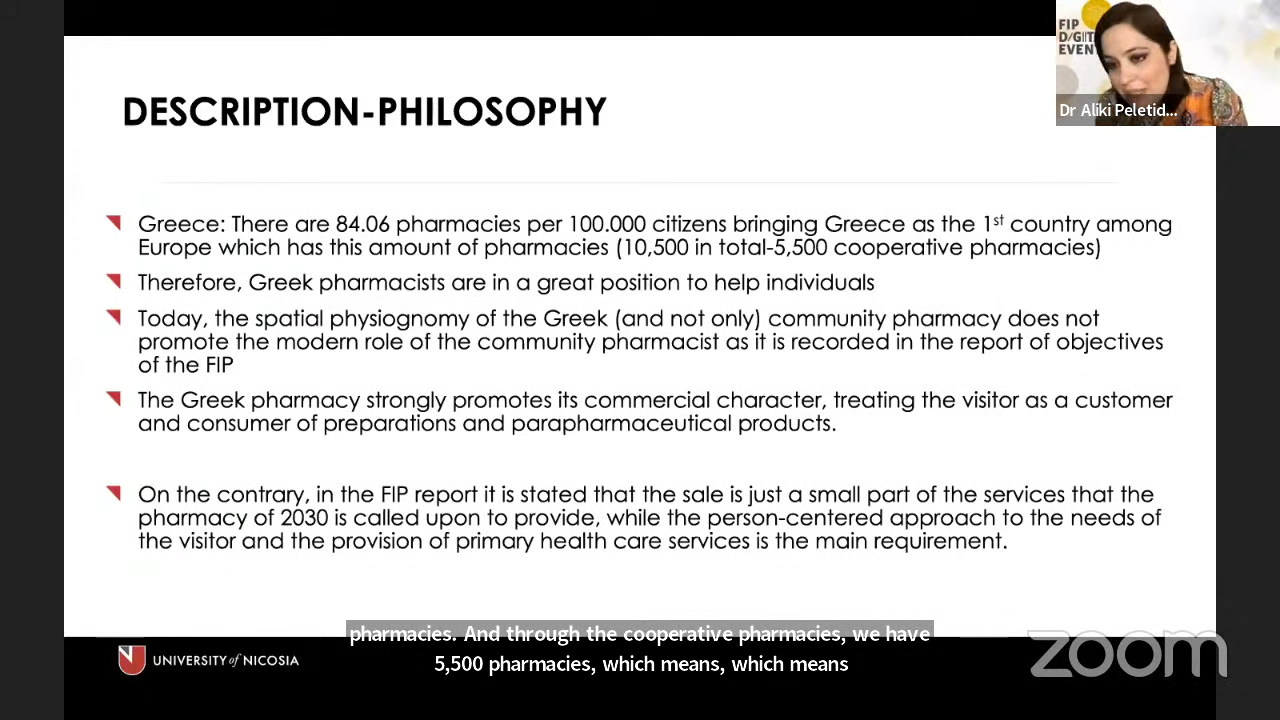 FIP
D/GIT
EVEN
Dr Aliki Peletid...
DESCRIPTION-PHILOSOPHY
Greece: There are 84.06 pharmacies per 100.000 citizens bringing Greece as the 1st country among
Europe which has this amount of pharmacies (10,500 in total-5,500 cooperative pharmacies)
Therefore, Greek pharmacists are in a great position to help individuals
Today, the spatial physiognomy of the Greek (and not only) community pharmacy does not
promote the modern role of the community pharmacist as it is recorded in the report of objectives
of the FIP
The Greek pharmacy strongly promotes its commercial character, treating the visitor as a customer
and consumer of preparations and parapharmaceutical products.
On the contrary, in the FIP report it is stated that the sale is just a small part of the services that the
pharmacy of 2030 is called upon to provide, while the person-centered approach to the needs of
the visitor and the provision of primary health care services is the main requirement.
pharmacies. And through the cooperative pharmacies, we have
5,500 pharmacies, which means, which means
UNIVERSITY of NICOSIA
zoom